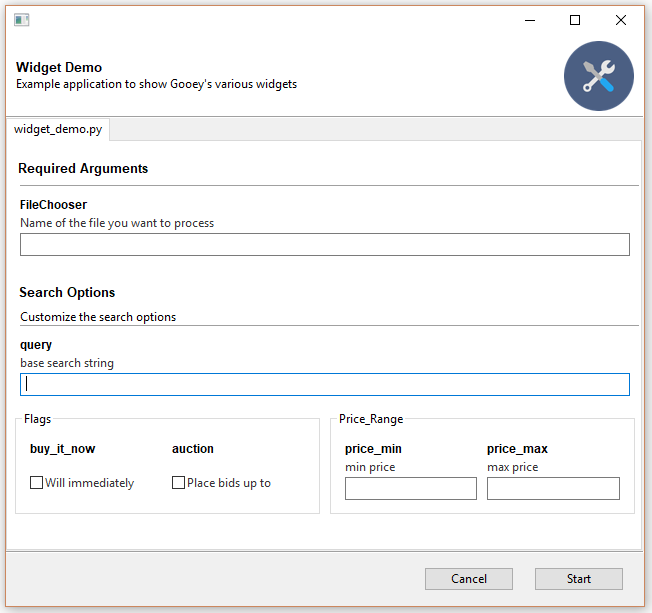 Widget Demo
Example application to show Gooey's various widgets
widget_demo.py
Required Arguments
FileChooser
Name of the file you want to process
Search Options
Customize the search options
query
base search string
Flags
buy_it_now auction
Will immediately Place bids up to
Price_Range
price_min price_max
min price max price
Cancel Start